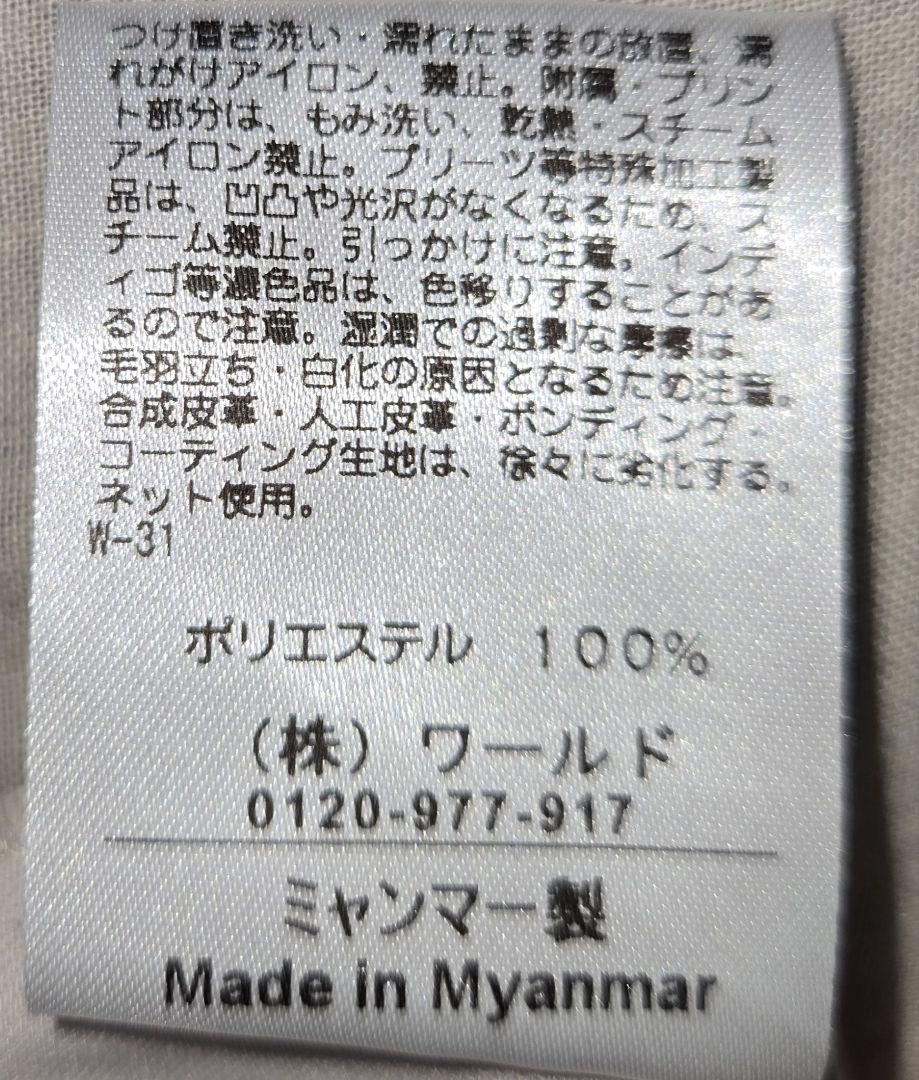 つけ置き洗い・濡れたままの放置、濡
れがけアイロン、禁止。附属・プリン
ト部分は、もみ洗い、乾熱・スチーム
アイロン禁止。プリーツ等特殊加工製
品は、凹凸や光沢がなくなるため、ス
チーム禁止。引っかけに注意。インデ
ィゴ等濃色品は、色移りすることがあ
るので注意。湿潤での過剰な摩擦は
毛羽立ち・白化の原因となるため注意。
合成皮革・人工皮革・ボンディング・
コーティング生地は、徐々に劣化する。
ネット使用。
W-31
ポリエステル 100%
(株) ワールド
0120-977-917
ミャンマー製
Made in Myanmar